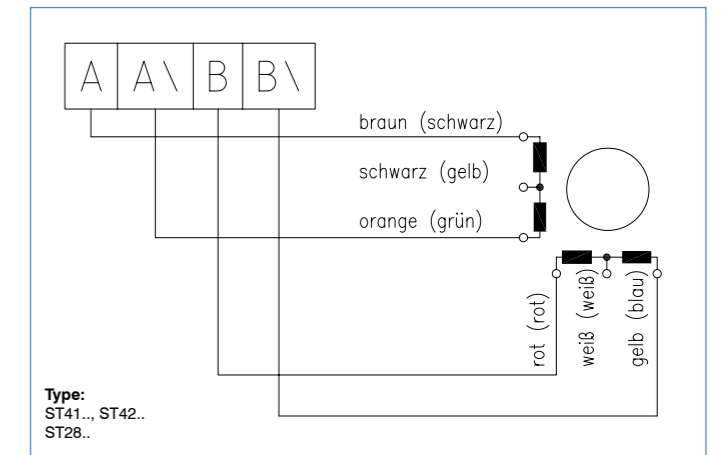 A A\ B B\
braun (schwarz)
schwarz (gelb)
orange (grün)
rot (rot)
weiß (weiß)
gelb (blau)
Type:
ST41.., ST42..
ST28..